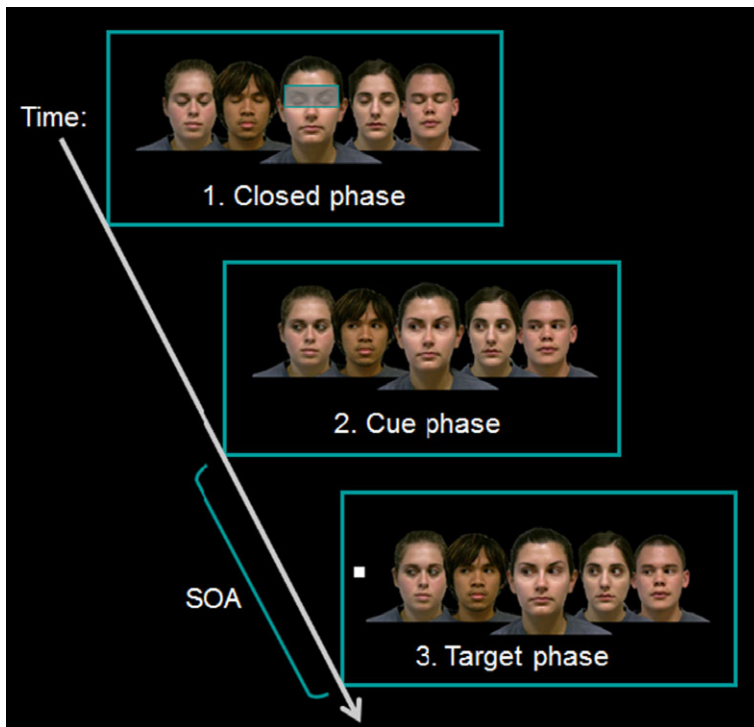 Time:
1. Closed phase
2. Cue phase
SOA
3. Target phase